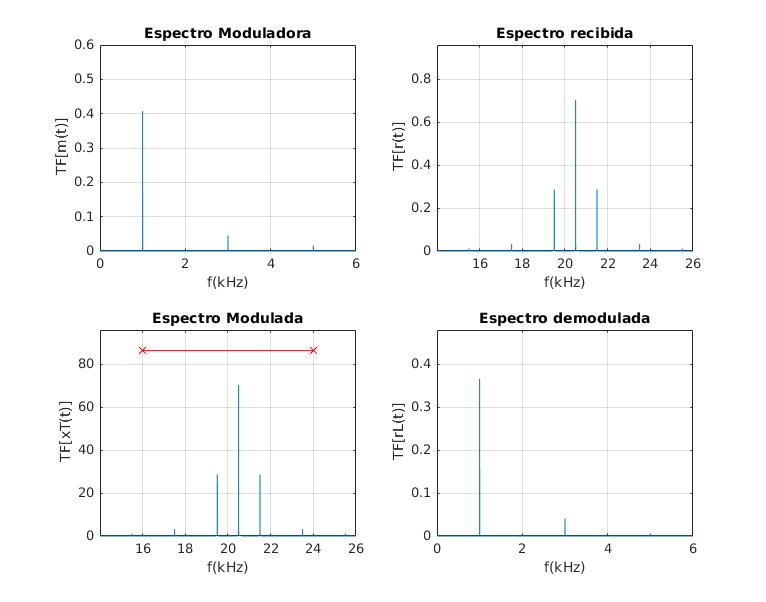 Espectro Moduladora
TF[m(t)]
0.6
0.5
0.4
0.3
0.2
0.1
0
0 2 4 6
f(kHz)
Espectro recibida
TF[r(t)]
0.8
0.6
0.4
0.2
0
16 18 20 22 24 26
f(kHz)
Espectro Modulada
TF[xT(t)]
80
60
40
20
0
16 18 20 22 24 26
f(kHz)
Espectro demodulada
TF[rL(t)]
0.4
0.3
0.2
0.1
0
0 2 4 6
f(kHz)